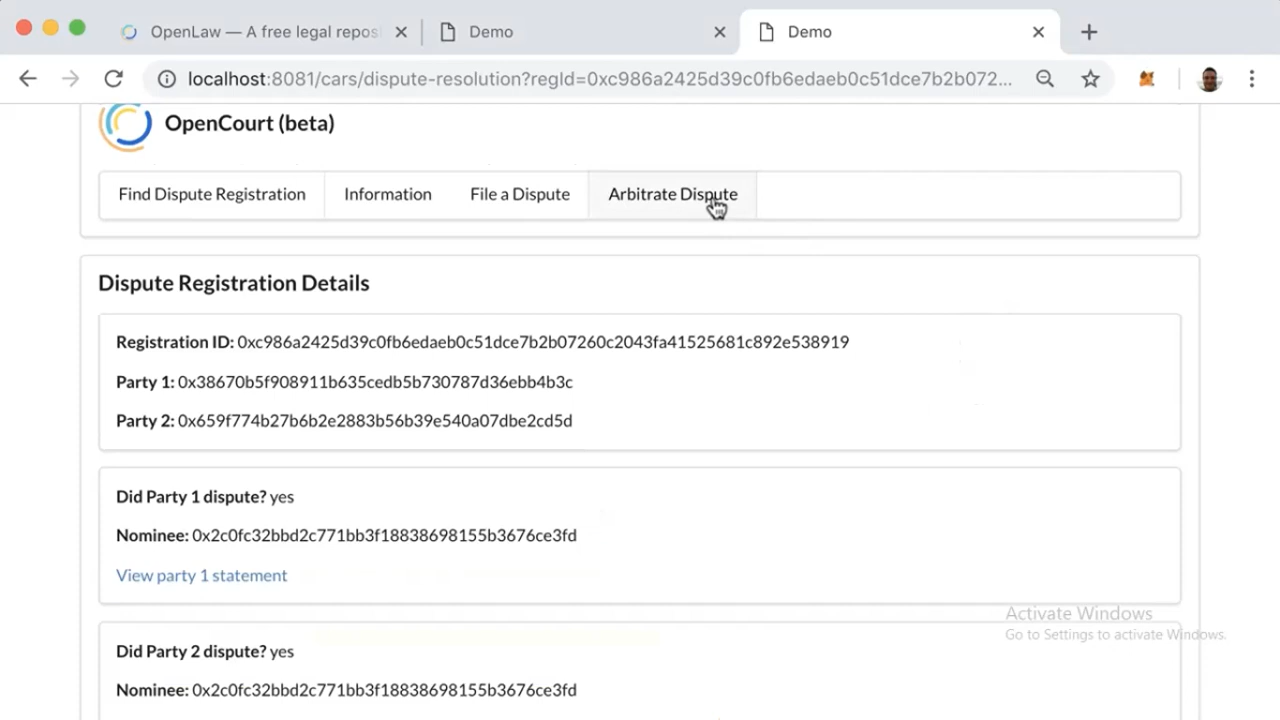 OpenLaw — A free legal repos
Demo
Demo
localhost:8081/cars/dispute-resolution?regId=0xc986a2425d39c0fb6edaeb0c51dce7b2b072...
OpenCourt (beta)
Find Dispute Registration Information File a Dispute Arbitrate Dispute
Dispute Registration Details
Registration ID: 0xc986a2425d39c0fb6edaeb0c51dce7b2b07260c2043fa41525681c892e538919
Party 1: 0x38670b5f908911b635cedb5b730787d36ebb4b3c
Party 2: 0x659f774b27b6b2e2883b56b39e540a07dbe2cd5d
Did Party 1 dispute? yes
Nominee: 0x2c0fc32bbd2c771bb3f18838698155b3676ce3fd
View party 1 statement
Activate Windows
Go to Settings to activate Windows.
Did Party 2 dispute? yes
Nominee: 0x2c0fc32bbd2c771bb3f18838698155b3676ce3fd